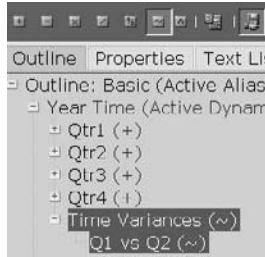 Outline Properties Text Li
Outline: Basic (Active Alias
Year Time (Active Dynam
Qtr1 (+)
Qtr2 (+)
Qtr3 (+)
Qtr4 (+)
Time Variances (~)
Q1 vs Q2 (~)